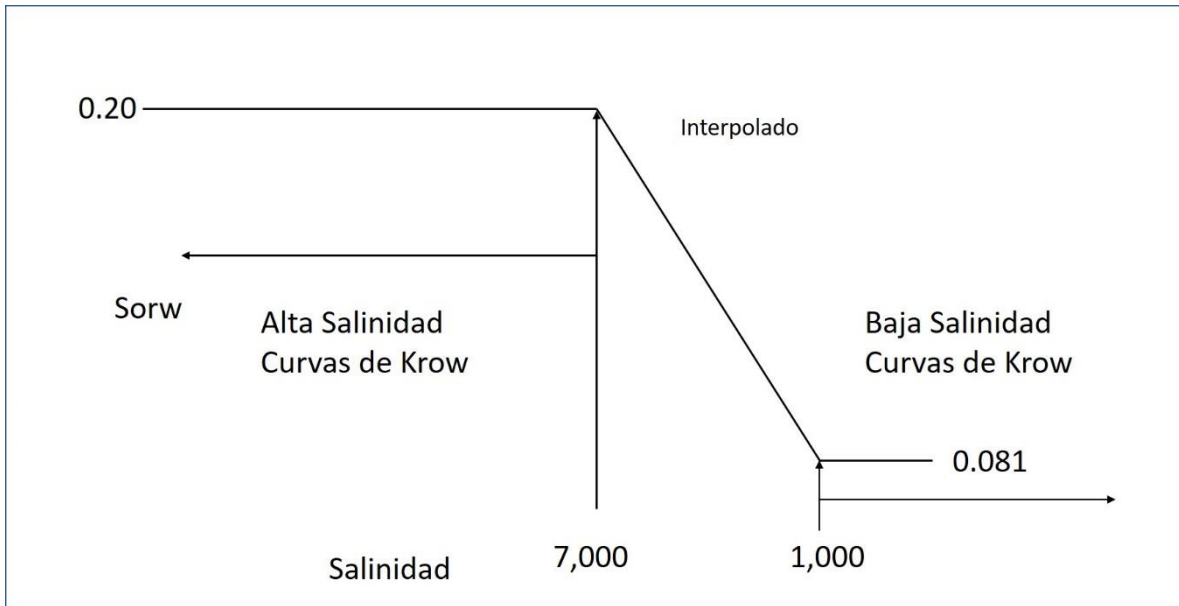 0.20
Interpolado
Sorw
Alta Salinidad
Curvas de Krow
Baja Salinidad
Curvas de Krow
0.081
Salinidad
7,000
1,000